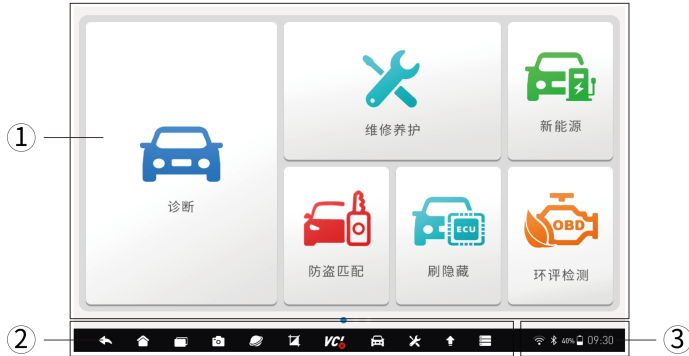 ①
维修养护
新能源
诊断
ECU
OBD
防盗匹配
刷隐藏
环评检测
②
VCI
40%
09:30
③